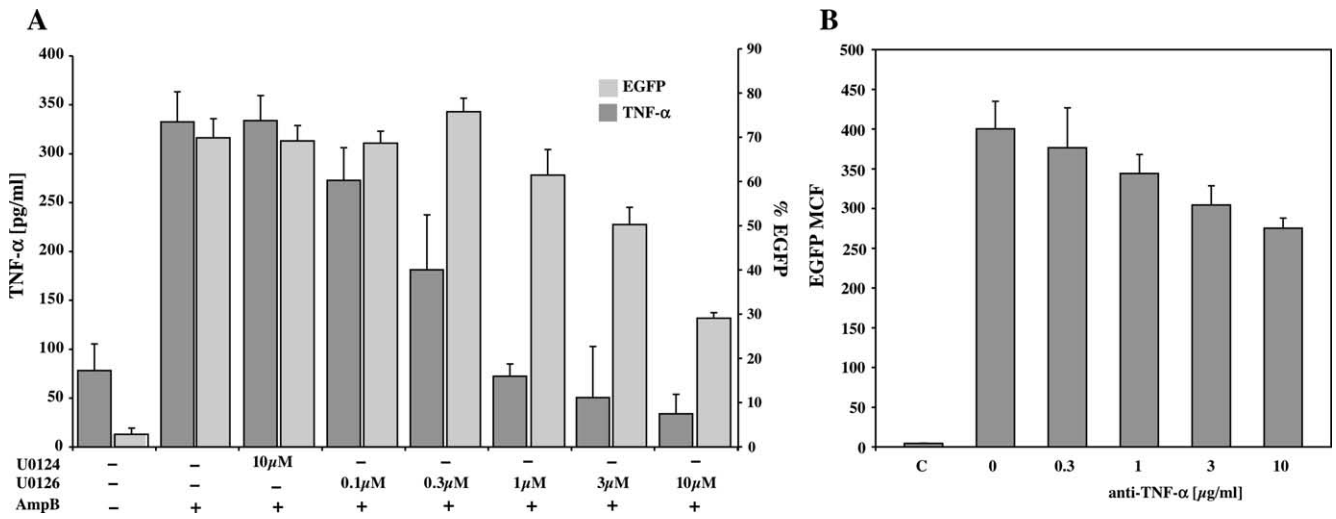 A
400
350
300
250
200
150
100
50
0
TNF-α [pg/ml]
EGFP
TNF-α
90
80
70
60
50
40
30
20
10
0
% EGFP
U0124 – – 10µM – – – – –
U0126 – – – 0.1µM 0.3µM 1µM 3µM 10µM
AmpB – + + + + + + +
B
500
450
400
350
300
250
200
150
100
50
0
EGFP MCF
C 0 0.3 1 3 10
anti-TNF-α [µg/ml]